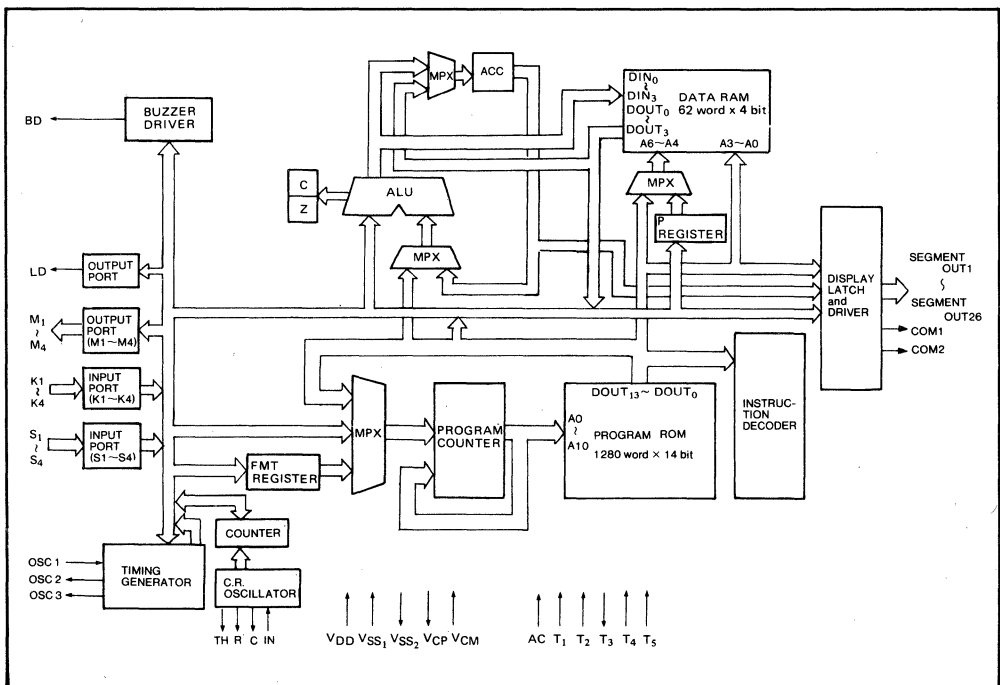 BD
BUZZER
DRIVER
MPX
ACC
DIN0
~
DIN3
DOUT0
~
DOUT3
DATA RAM
62 word x 4 bit
A6~A4
A3~A0
MPX
P
REGISTER
C
Z
ALU
MPX
LD
OUTPUT
PORT
M1
~
M4
OUTPUT
PORT
(M1~M4)
K1
~
K4
INPUT
PORT
(K1~K4)
S1
~
S4
INPUT
PORT
(S1~S4)
DISPLAY
LATCH
and
DRIVER
SEGMENT
OUT1
~
SEGMENT
OUT26
COM1
COM2
FMT
REGISTER
MPX
PROGRAM
COUNTER
DOUT13~ DOUT0
A0
~
A10
PROGRAM ROM
1280 word × 14 bit
INSTRUC-
TION
DECODER
COUNTER
OSC 1
OSC 2
OSC 3
TIMING
GENERATOR
C.R.
OSCILLATOR
TH R C IN
VDD VSS1 VSS2 VCP VCM
AC T1 T2 T3 T4 T5